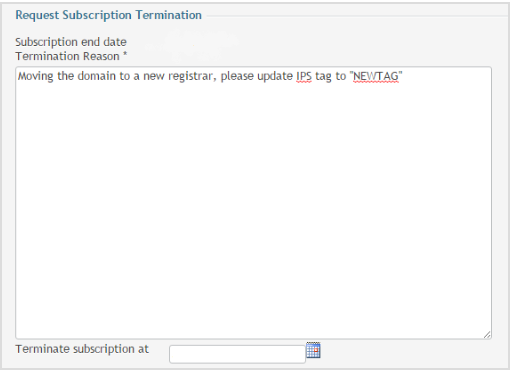 Request Subscription Termination
Subscription end date
Termination Reason *
Moving the domain to a new registrar, please update IPS tag to "NEWTAG"
Terminate subscription at